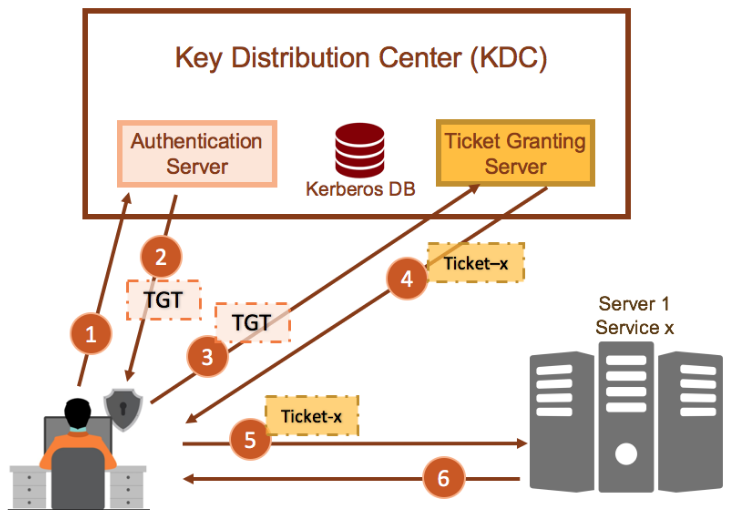 Key Distribution Center (KDC)
Authentication
Server
Kerberos DB
Ticket Granting
Server
2
TGT
1
TGT
3
4
Ticket–x
Server 1
Service x
Ticket-x
5
6